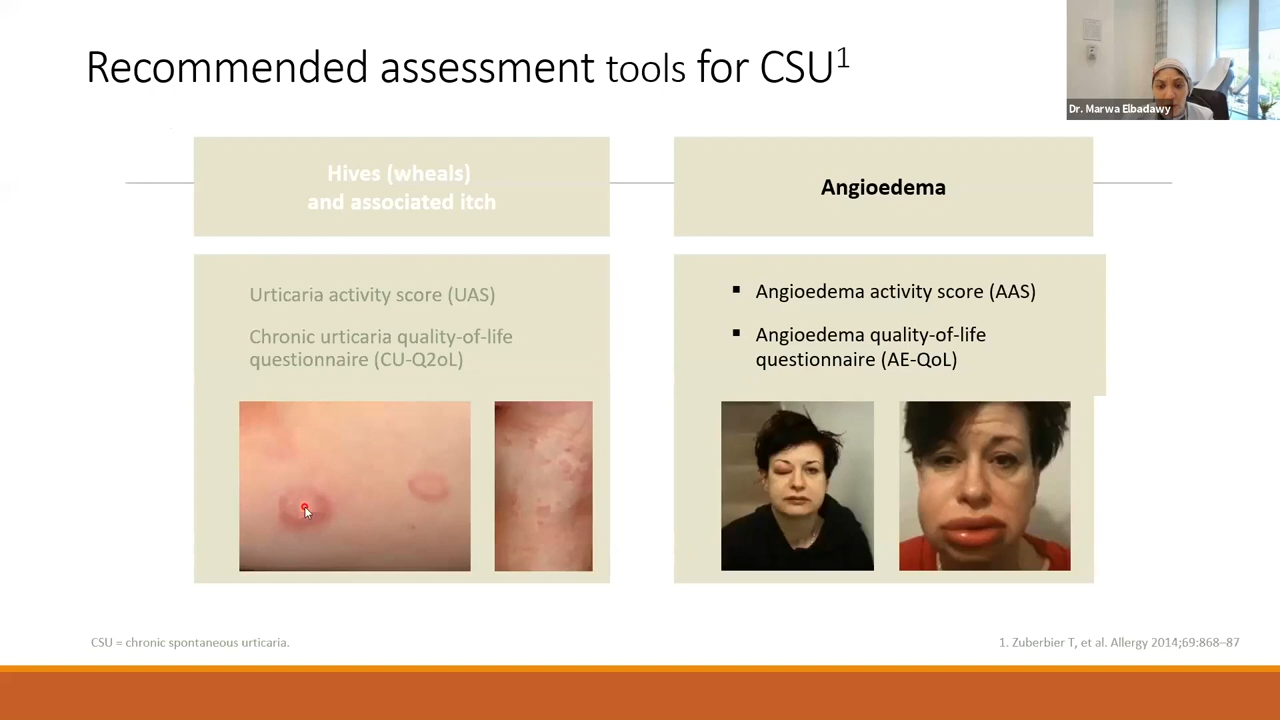 Recommended assessment tools for CSU1
Dr. Marwa Elbadawy
Hives (wheals)
and associated itch
Urticaria activity score (UAS)
Chronic urticaria quality-of-life
questionnaire (CU-Q2oL)
Angioedema
▪ Angioedema activity score (AAS)
▪ Angioedema quality-of-life
questionnaire (AE-QoL)
CSU = chronic spontaneous urticaria.
1. Zuberbier T, et al. Allergy 2014;69:868–87